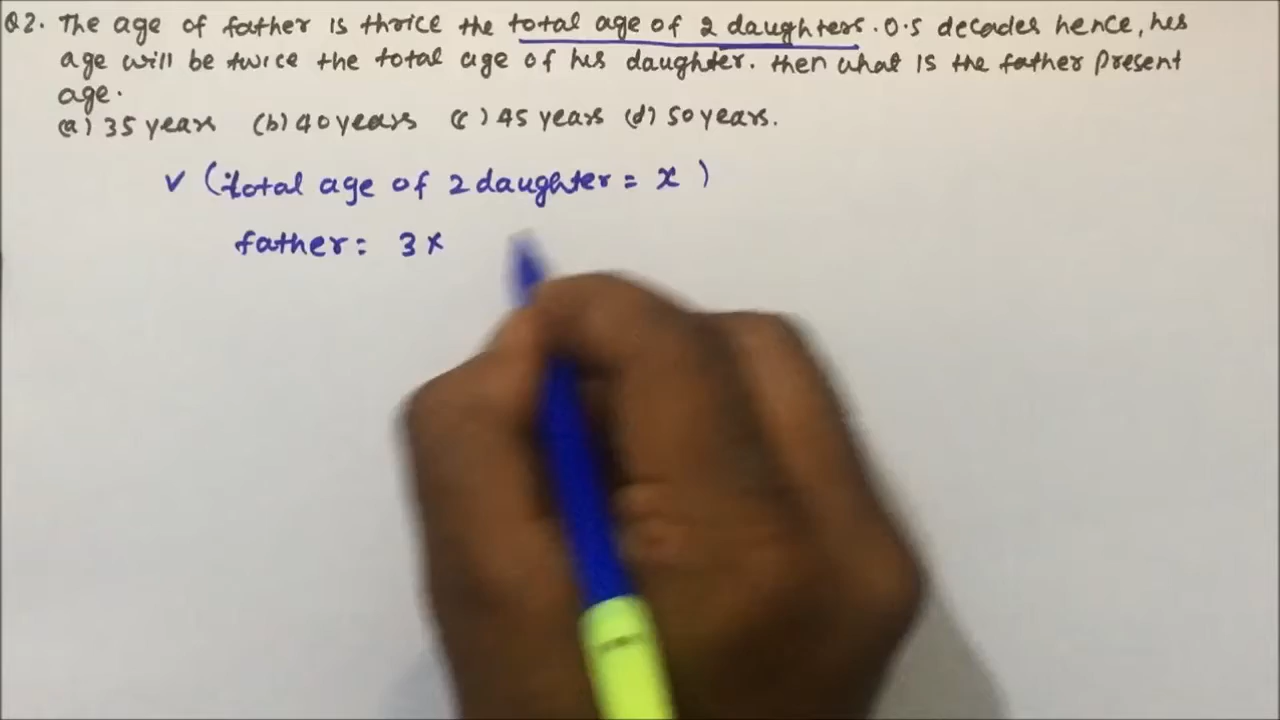 Q2. The age of father is thrice the total age of 2 daughters. 0.5 decades hence, his
age will be twice the total age of his daughter. then what is the father present
age.
(a) 35 years (b) 40 years (c) 45 years (d) 50 years.
✓ (total age of 2 daughter = x )
father: 3x